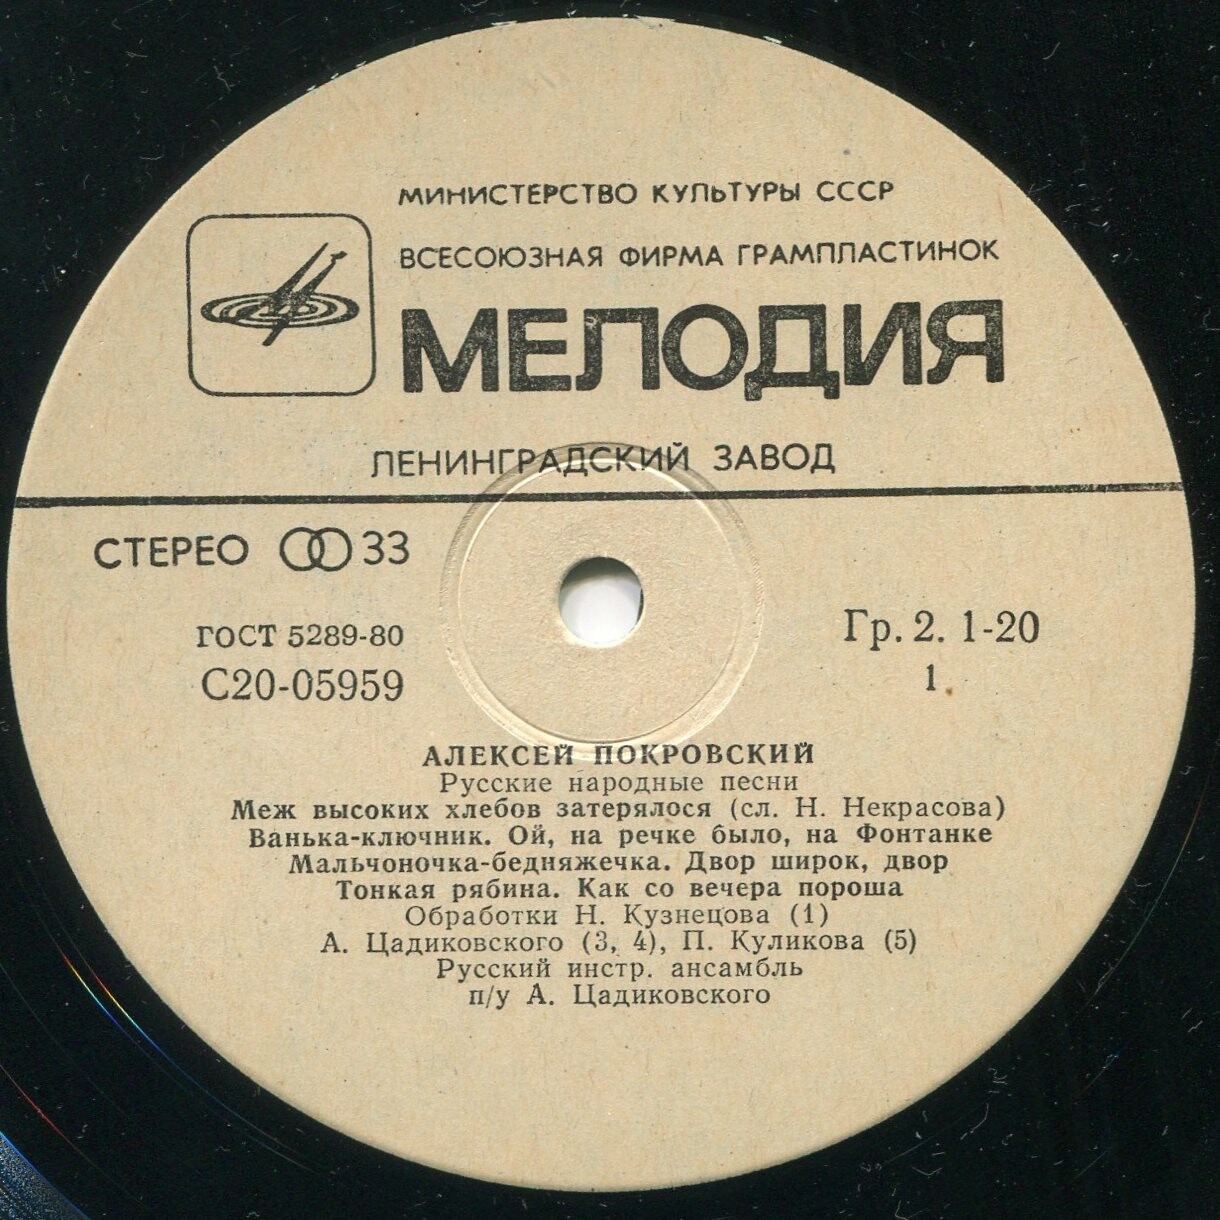 МИНИСТЕРСТВО КУЛЬТУРЫ СССР
ВСЕСОЮЗНАЯ ФИРМА ГРАМПЛАСТИНОК
МЕЛОДИЯ
ЛЕНИНГРАДСКИЙ ЗАВОД
СТЕРЕО 33
ГОСТ 5289-80
С20-05959
Гр. 2. 1-20
1
АЛЕКСЕЙ ПОКРОВСКИЙ
Русские народные песни
Меж высоких хлебов затерялося (сл. Н. Некрасова)
Ванька-ключник. Ой, на речке было, на Фонтанке
Мальчоночка-бедняжечка. Двор широк, двор
Тонкая рябина. Как со вечера пороша
Обработки Н. Кузнецова (1)
А. Цадиковского (3, 4), П. Куликова (5)
Русский инстр. ансамбль
п/у А. Цадиковского